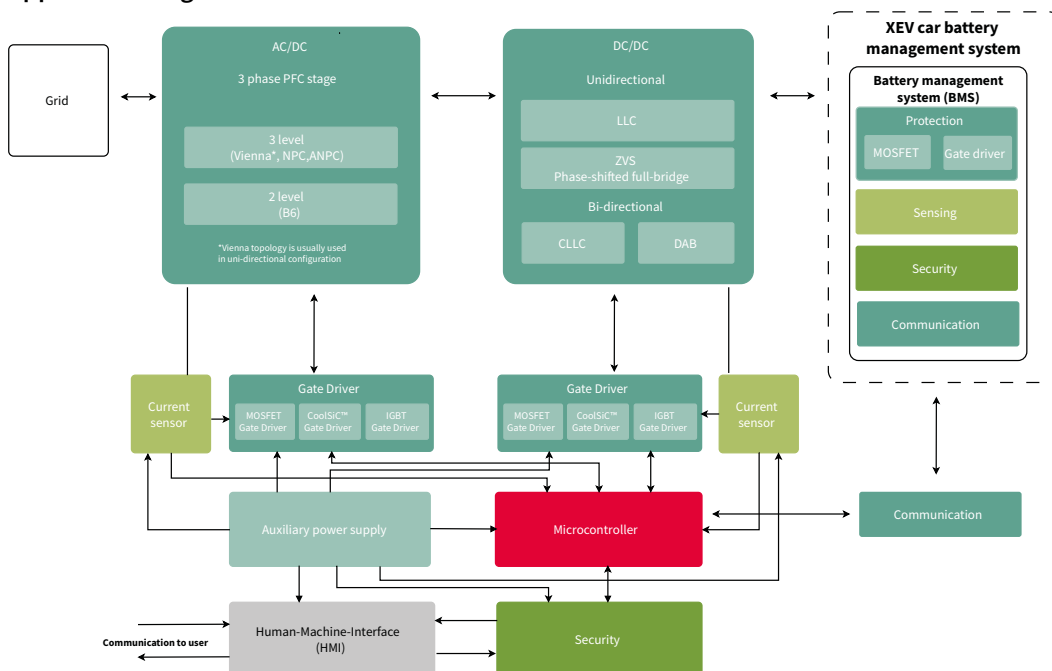 Grid
AC/DC
3 phase PFC stage
3 level
(Vienna*, NPC,ANPC)
2 level
(B6)
*Vienna topology is usually used
in uni-directional configuration
DC/DC
Unidirectional
LLC
ZVS
Phase-shifted full-bridge
Bi-directional
CLLC
DAB
XEV car battery
management system
Battery management
system (BMS)
Protection
MOSFET
Gate driver
Sensing
Security
Communication
Current
sensor
Gate Driver
MOSFET
Gate Driver
CoolSiC™
Gate Driver
IGBT
Gate Driver
Gate Driver
MOSFET
Gate Driver
CoolSiC™
Gate Driver
IGBT
Gate Driver
Current
sensor
Auxiliary power supply
Microcontroller
Communication
Communication to user
Human-Machine-Interface
(HMI)
Security